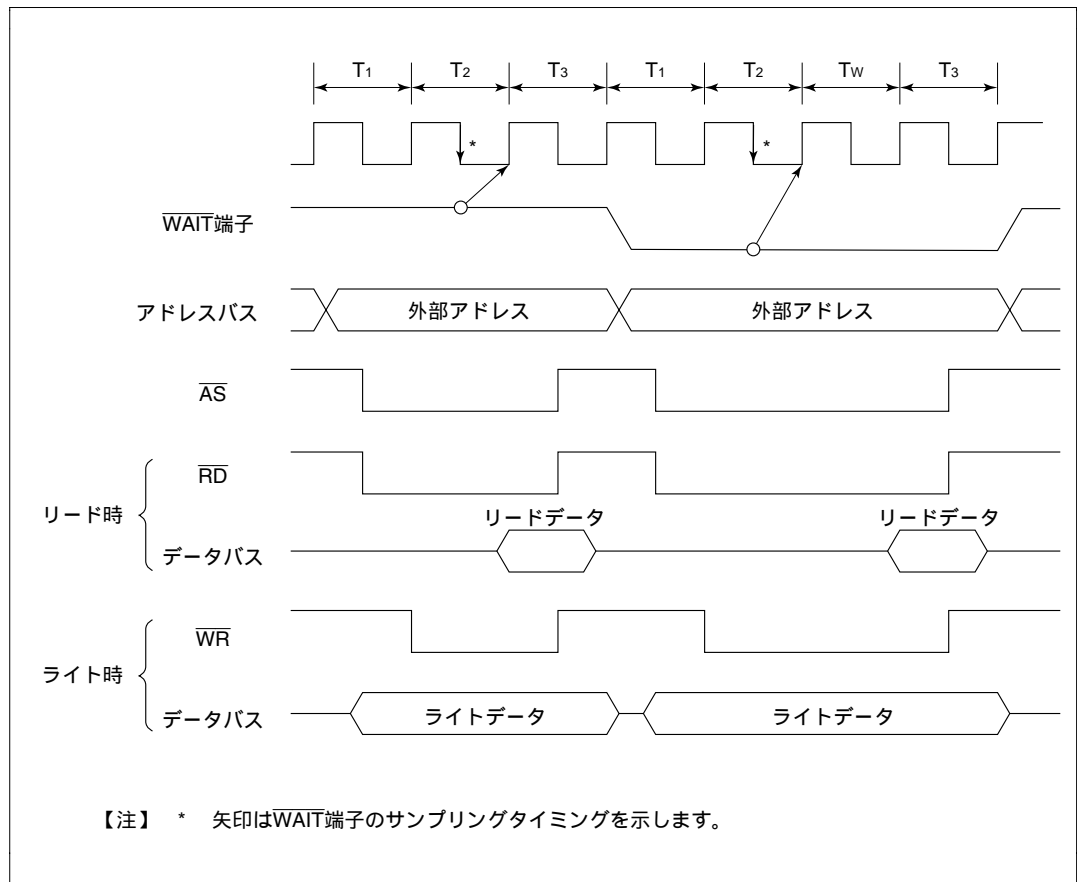 T1 T2 T3 T1 T2 TW T3
* *
WAIT端子
アドレスバス 外部アドレス 外部アドレス
AS
RD
リード時
リードデータ リードデータ
データバス
WR
ライト時
データバス ライトデータ ライトデータ
【注】 * 矢印はWAIT端子のサンプリングタイミングを示します。